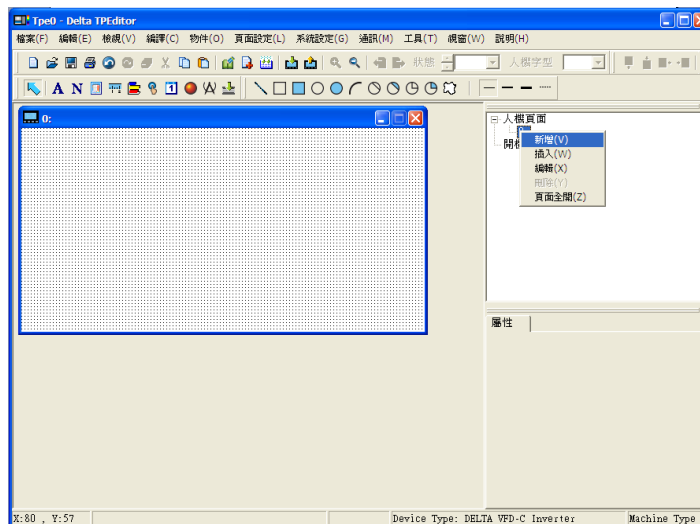 Tpe0 - Delta TPEditor
檔案(F) 編輯(E) 檢視(V) 編譯(C) 物件(O) 頁面設定(L) 系統設定(G) 通訊(M) 工具(T) 視窗(W) 說明(H)
狀態 人機字型
A N 1
0:
人機頁面
新增(V)
插入(W)
編輯(X)
刪除(Y)
頁面全開(Z)
屬性
X:80 , Y:57 Device Type: DELTA VFD-C Inverter Machine Type